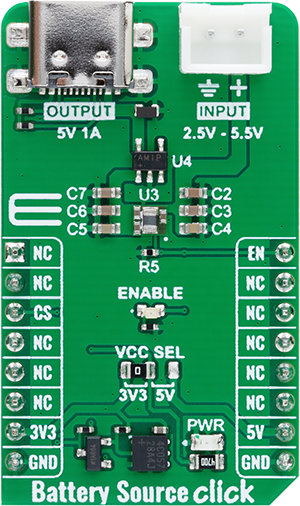 OUTPUT
5V 1A
INPUT
2.5V - 5.5V
AM1P
U4
C7 U3 C2
C6 C3
C5 C4
R5
NC EN
NC NC
CS NC
NC NC
NC NC
NC NC
3V3 5V
GND GND
ENABLE
VCC SEL
0
3V3 5V
PWR
Battery Source click